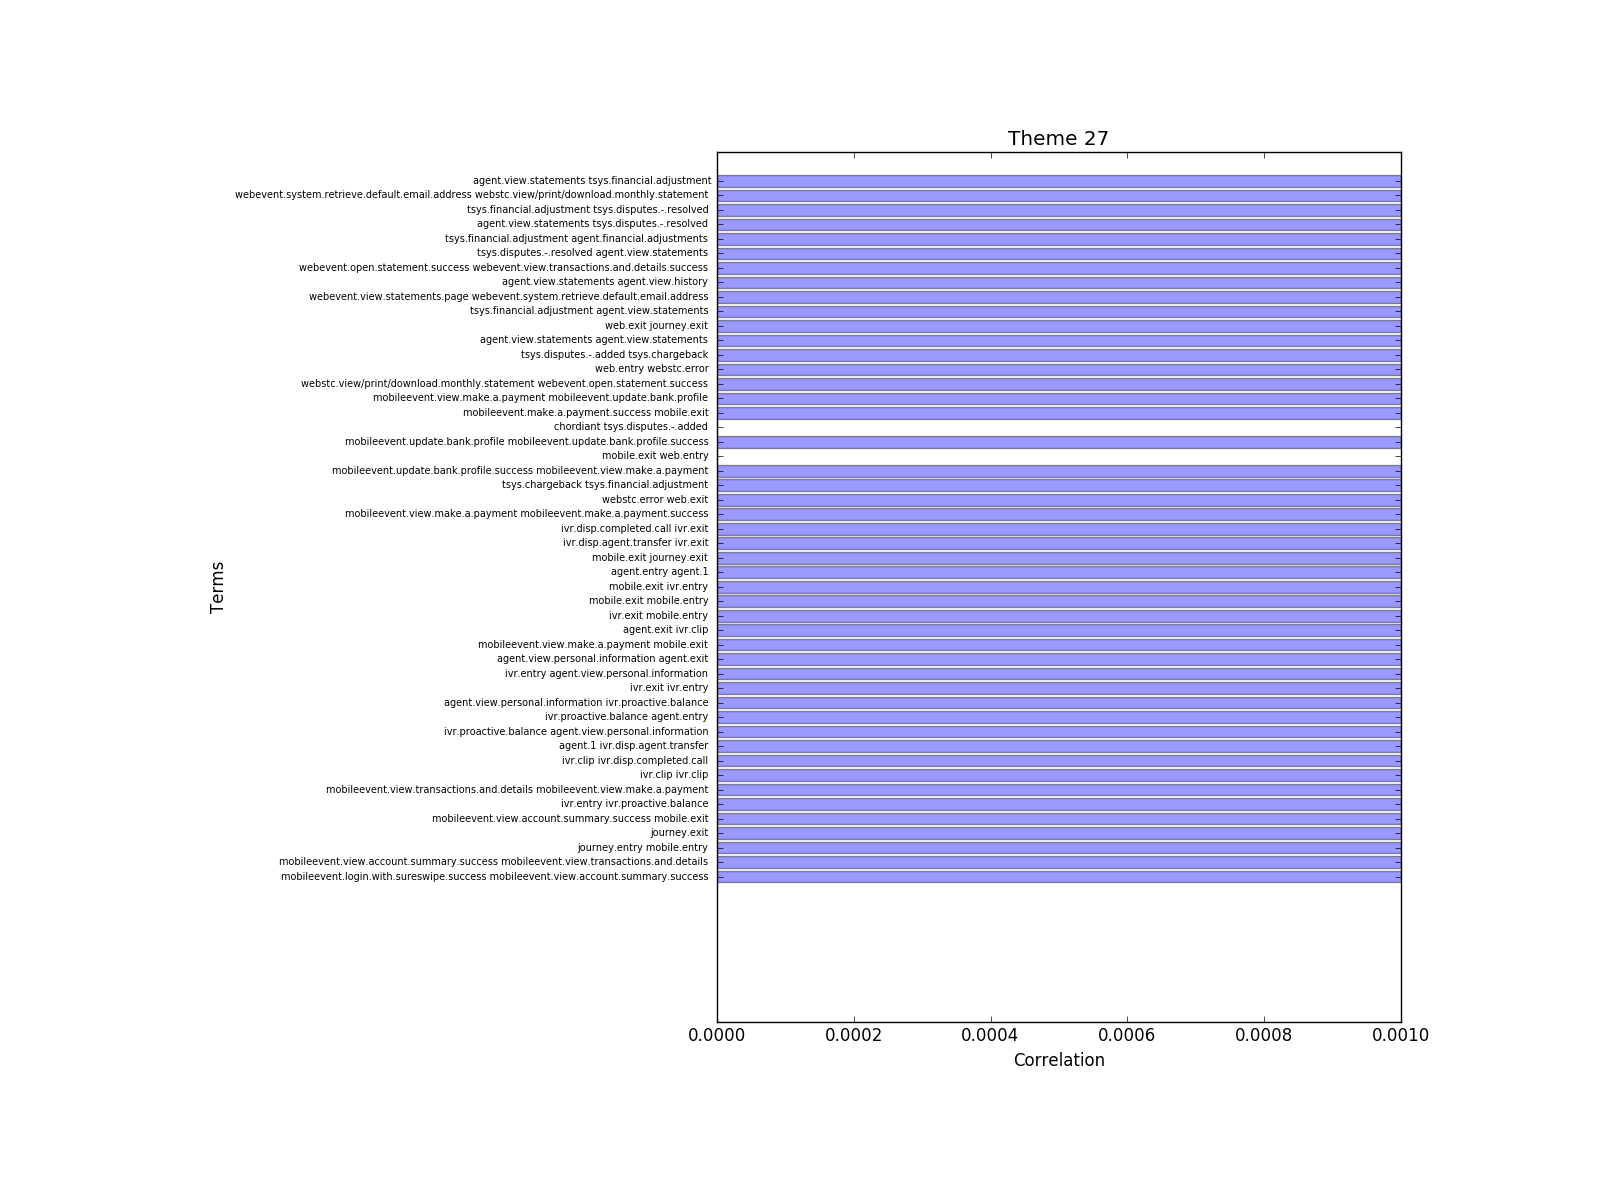 Theme 27
agent.view.statements tsys.financial.adjustment
webevent.system.retrieve.default.email.address webstc.view/print/download.monthly.statement
tsys.financial.adjustment tsys.disputes.-.resolved
agent.view.statements tsys.disputes.-.resolved
tsys.financial.adjustment agent.financial.adjustments
tsys.disputes.-.resolved agent.view.statements
webevent.open.statement.success webevent.view.transactions.and.details.success
agent.view.statements agent.view.history
webevent.view.statements.page webevent.system.retrieve.default.email.address
tsys.financial.adjustment agent.view.statements
web.exit journey.exit
agent.view.statements agent.view.statements
tsys.disputes.-.added tsys.chargeback
web.entry webstc.error
webstc.view/print/download.monthly.statement webevent.open.statement.success
mobileevent.view.make.a.payment mobileevent.update.bank.profile
mobileevent.make.a.payment.success mobile.exit
chordiant tsys.disputes.-.added
mobileevent.update.bank.profile mobileevent.update.bank.profile.success
mobile.exit web.entry
mobileevent.update.bank.profile.success mobileevent.view.make.a.payment
tsys.chargeback tsys.financial.adjustment
webstc.error web.exit
mobileevent.view.make.a.payment mobileevent.make.a.payment.success
ivr.disp.completed.call ivr.exit
ivr.disp.agent.transfer ivr.exit
mobile.exit journey.exit
agent.entry agent.1
mobile.exit ivr.entry
mobile.exit mobile.entry
ivr.exit mobile.entry
agent.exit ivr.clip
mobileevent.view.make.a.payment mobile.exit
agent.view.personal.information agent.exit
ivr.entry agent.view.personal.information
ivr.exit ivr.entry
agent.view.personal.information ivr.proactive.balance
ivr.proactive.balance agent.entry
ivr.proactive.balance agent.view.personal.information
agent.1 ivr.disp.agent.transfer
ivr.clip ivr.disp.completed.call
ivr.clip ivr.clip
mobileevent.view.transactions.and.details mobileevent.view.make.a.payment
ivr.entry ivr.proactive.balance
mobileevent.view.account.summary.success mobile.exit
journey.exit
journey.entry mobile.entry
mobileevent.view.account.summary.success mobileevent.view.transactions.and.details
mobileevent.login.with.sureswipe.success mobileevent.view.account.summary.success
Terms
0.0000 0.0002 0.0004 0.0006 0.0008 0.0010
Correlation